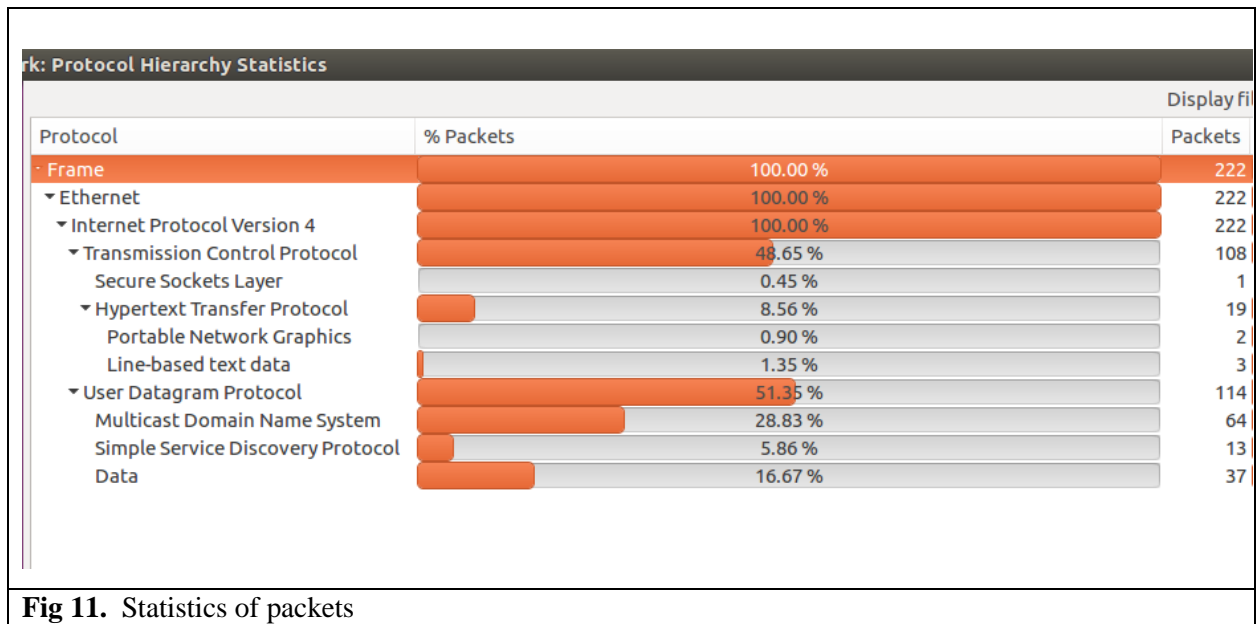 rk: Protocol Hierarchy Statistics
Display fil
Protocol % Packets Packets
Frame 100.00 % 222
Ethernet 100.00 % 222
Internet Protocol Version 4 100.00 % 222
Transmission Control Protocol 48.65 % 108
Secure Sockets Layer 0.45 % 1
Hypertext Transfer Protocol 8.56 % 19
Portable Network Graphics 0.90 % 2
Line-based text data 1.35 % 3
User Datagram Protocol 51.35 % 114
Multicast Domain Name System 28.83 % 64
Simple Service Discovery Protocol 5.86 % 13
Data 16.67 % 37
Fig 11. Statistics of packets